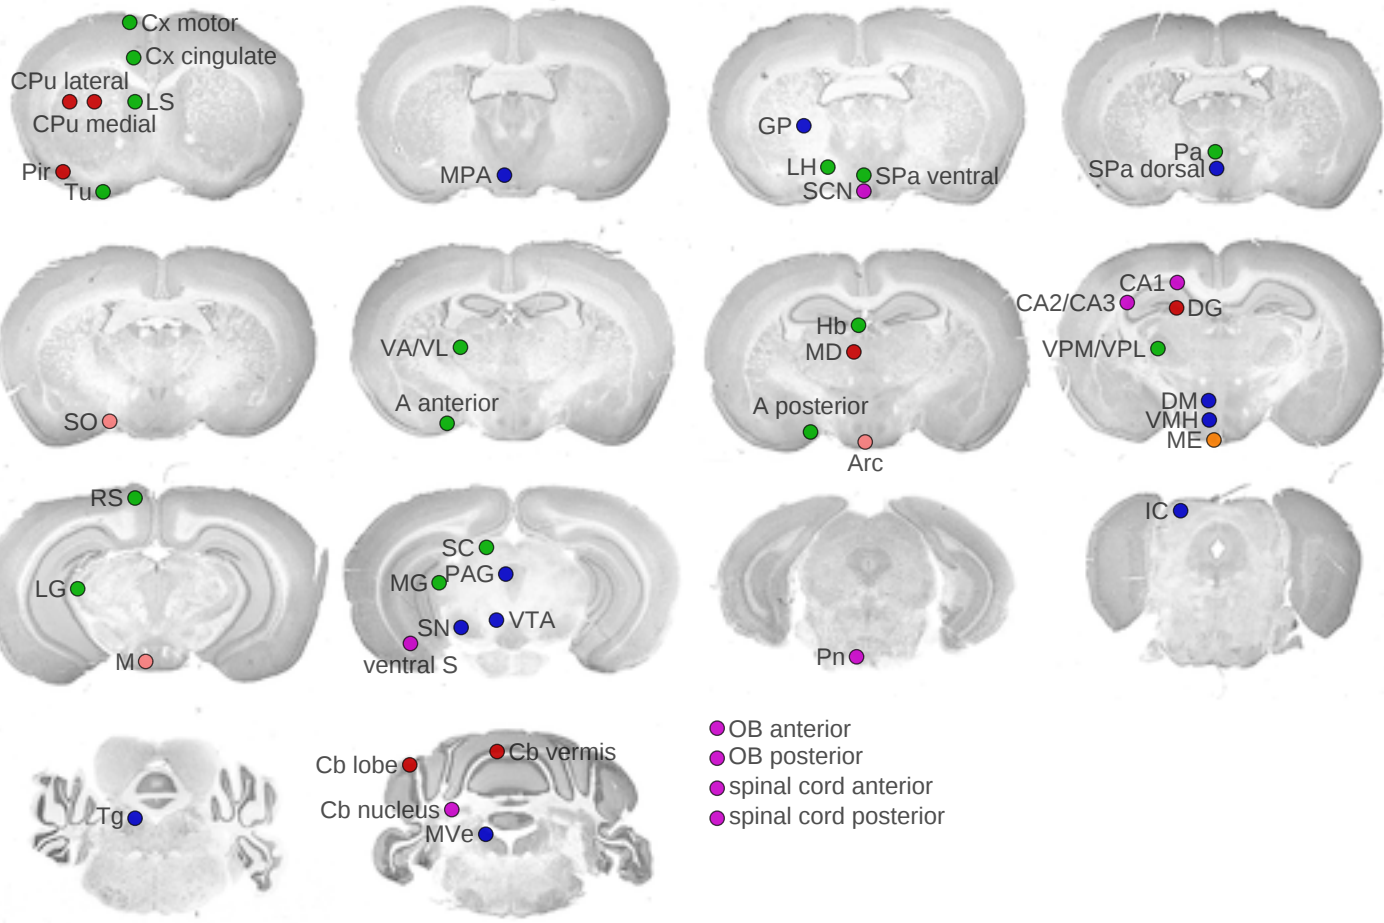 Cx motor
Cx cingulate
CPu lateral
LS
CPu medial
Pir
Tu
MPA
GP
LH
SPa ventral
SCN
Pa
SPa dorsal
SO
VA/VL
A anterior
Hb
MD
A posterior
Arc
CA1
CA2/CA3
DG
VPM/VPL
DM
VMH
ME
RS
LG
M
SC
MG
PAG
SN
VTA
ventral S
Pn
IC
Tg
Cb lobe
Cb vermis
Cb nucleus
MVe
OB anterior
OB posterior
spinal cord anterior
spinal cord posterior